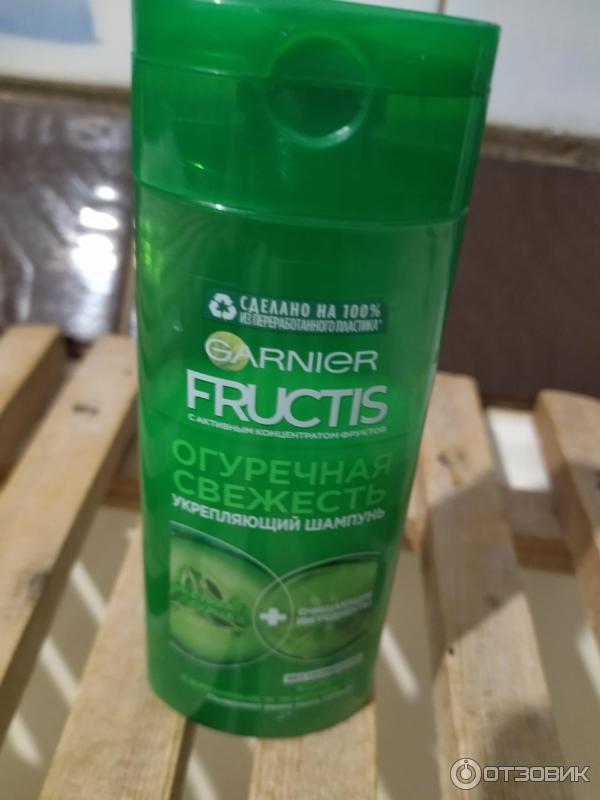 СДЕЛАНО НА 100%
ИЗ ПЕРЕРАБОТАННОГО ПЛАСТИКА*
GARNIER
FRUCTIS
С АКТИВНЫМ КОНЦЕНТРАТОМ ФРУКТОВ
ОГУРЕЧНАЯ
СВЕЖЕСТЬ
УКРЕПЛЯЮЩИЙ ШАМПУНЬ
+
ОТЗОВИК